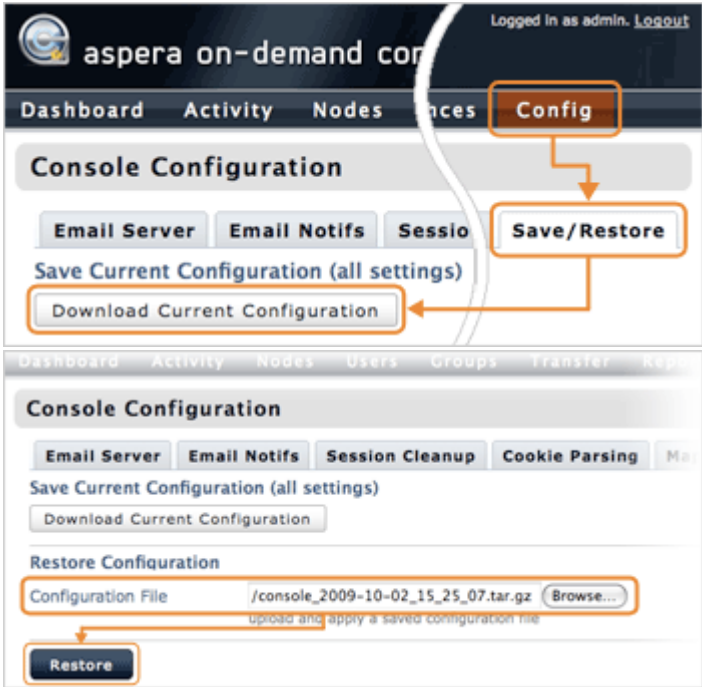 Logged in as admin. Logout
aspera on-demand con
Dashboard Activity Nodes nces Config
Console Configuration
Email Server Email Notifs Sessio Save/Restore
Save Current Configuration (all settings)
Download Current Configuration
Dashboard Activity Nodes Users Groups Transfer Repo
Console Configuration
Email Server Email Notifs Session Cleanup Cookie Parsing Ma
Save Current Configuration (all settings)
Download Current Configuration
Restore Configuration
Configuration File /console_2009-10-02_15_25_07.tar.gz Browse...
upload and apply a saved configuration file
Restore